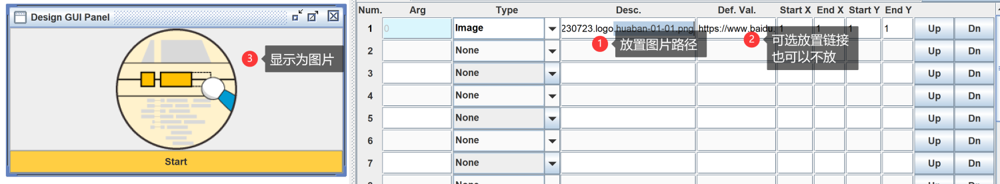 Design GUI Panel
3 显示为图片
Start
Num. Arg Type Desc. Def. Val. Start X End X Start Y End Y
1 0 Image 230723.logo.huaban-01-01.png https://www.baidu. 1 1 1 1 Up Dn
1 放置图片路径
2 可选放置链接
也可以不放
2 None Up Dn
3 None Up Dn
4 None Up Dn
5 None Up Dn
6 None Up Dn
7 None Up Dn